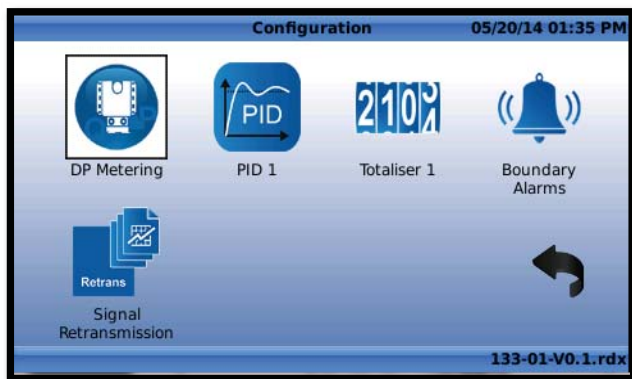 Configuration
05/20/14 01:35 PM
PID
DP Metering
PID 1
Totaliser 1
Boundary
Alarms
Retrans
Signal
Retransmission
133-01-V0.1.rdx